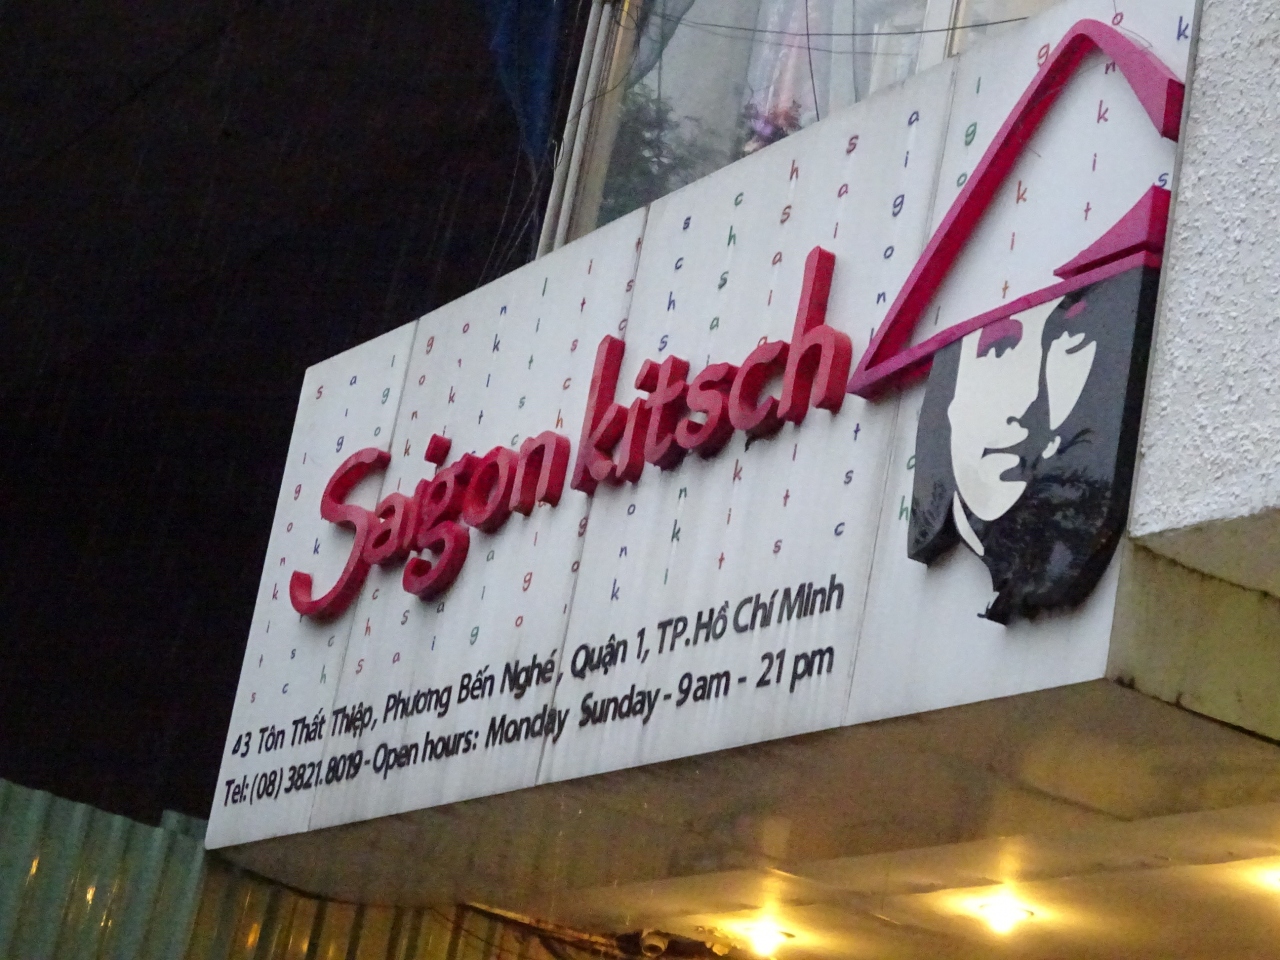 Saigon kitsch
43 Tôn Thất Thiệp, Phường Bến Nghé, Quận 1, TP.Hồ Chí Minh
Tel: (08) 3821.8019 - Open hours: Monday Sunday - 9am - 21 pm